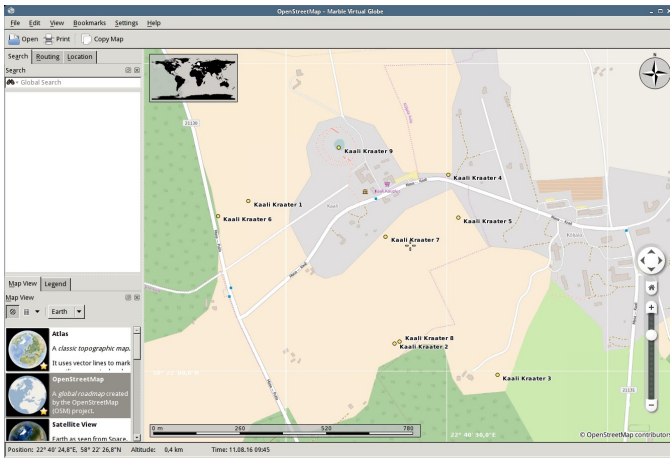 OpenStreetMap – Marble Virtual Globe
File Edit View Bookmarks Settings Help
Open Print Copy Map
Search Routing Location
Search
Global Search
Map View Legend
Map View
Earth
Atlas
A classic topographic map.
It uses vector lines to mark
OpenStreetMap
A global roadmap created
by the OpenStreetMap
(OSM) project.
Satellite View
Earth as seen from Space.
N
21130
Kaali Kraater 9
Kaali Kraater 4
Kaali Kraater 1
Kaali
Kaali Kraater 6
Kaali Kraater 5
Kaali Kraater 7
Kaali Kraater 8
Kaali Kraater 2
Kaali Kraater 3
21135
0 m 260 520 780
22° 40' 30,0"E
© OpenStreetMap contributors
Position: 22° 40' 24,8"E, 58° 22' 26,8"N Altitude: 0,4 km Time: 11.08.16 09:45